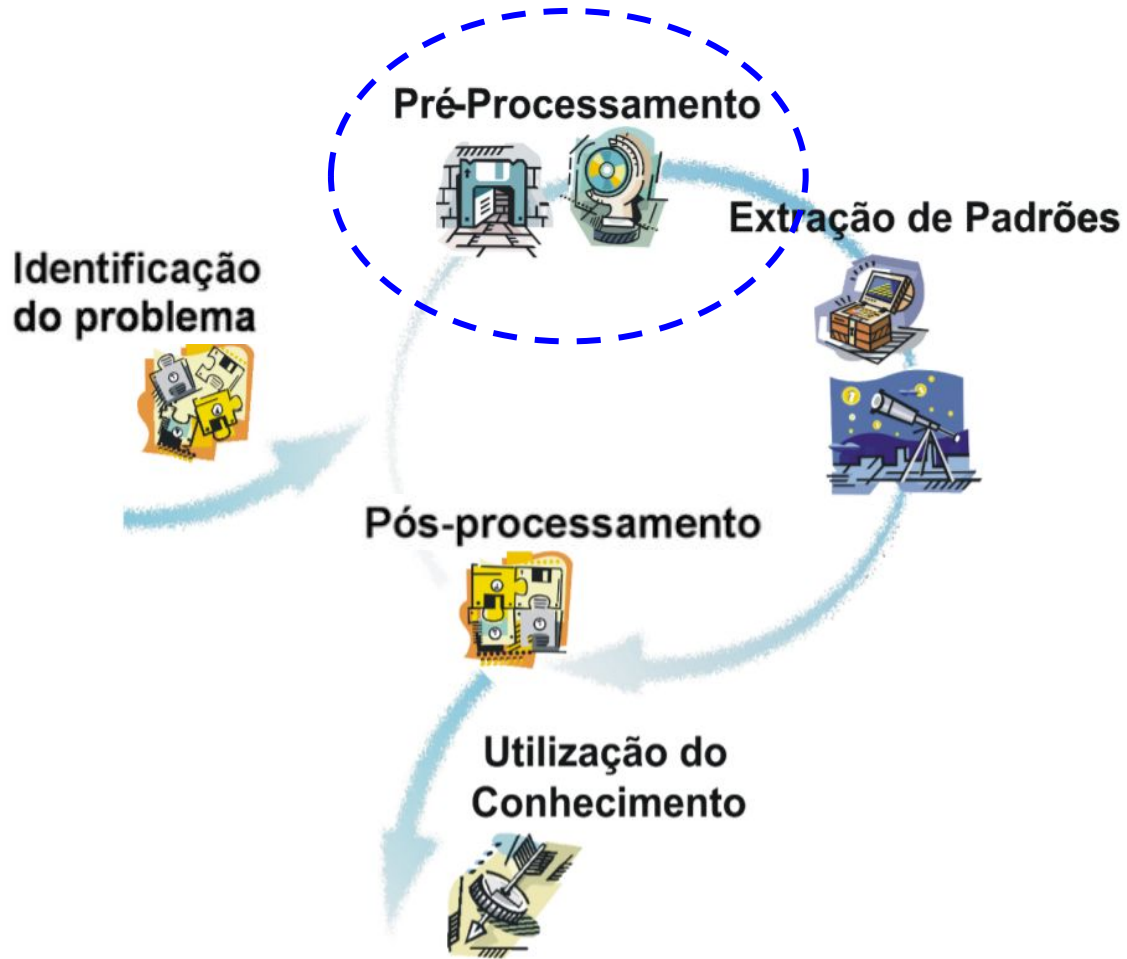 Pré-Processamento
Extração de Padrões
Identificação
do problema
Pós-processamento
Utilização do
Conhecimento